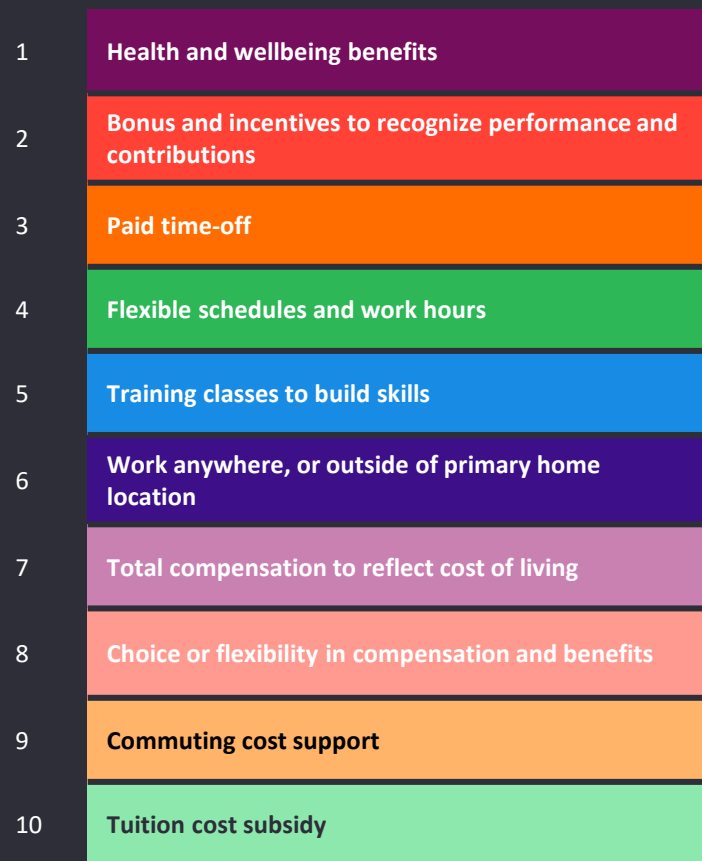 1 Health and wellbeing benefits
2 Bonus and incentives to recognize performance and
contributions
3 Paid time-off
4 Flexible schedules and work hours
5 Training classes to build skills
6 Work anywhere, or outside of primary home
location
7 Total compensation to reflect cost of living
8 Choice or flexibility in compensation and benefits
9 Commuting cost support
10 Tuition cost subsidy